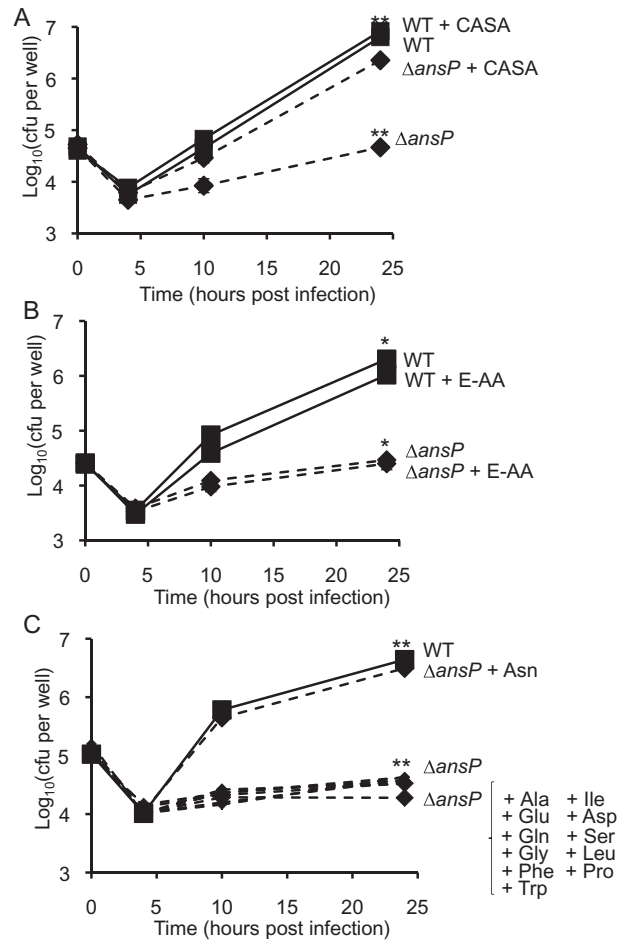 A
7
6
5
4
3
Log10(cfu per well)
0 5 10 15 20 25
Time (hours post infection)
** WT + CASA
WT
ΔansP + CASA
** ΔansP
B
7
6
5
4
3
Log10(cfu per well)
0 5 10 15 20 25
Time (hours post infection)
* WT
WT + E-AA
* ΔansP
ΔansP + E-AA
C
7
6
5
4
3
Log10(cfu per well)
0 5 10 15 20 25
Time (hours post infection)
** WT
ΔansP + Asn
** ΔansP
ΔansP
+ Ala + Ile
+ Glu + Asp
+ Gln + Ser
+ Gly + Leu
+ Phe + Pro
+ Trp